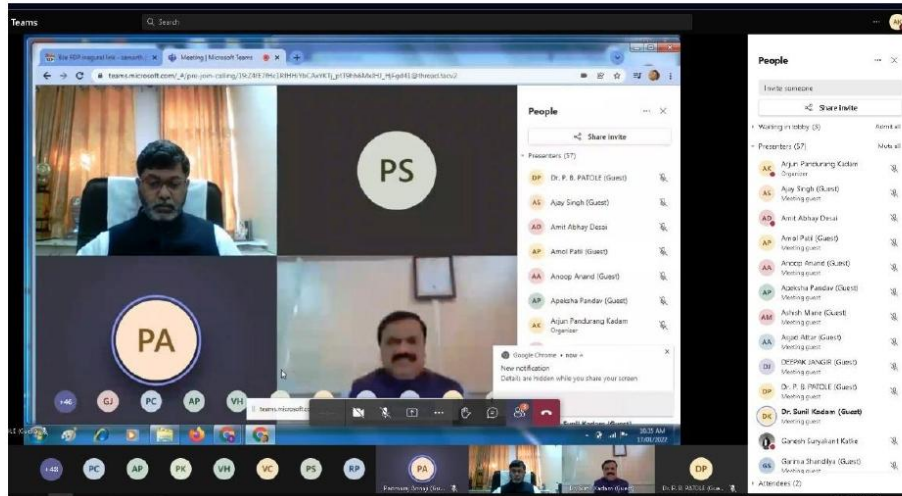 Teams
Search
AK
Meeting | Microsoft Teams
People
Share Invite
Presenters (57)
DP Dr. P. B. PATOLE (Guest)
AS Ajay Singh (Guest)
AD Amit Abhay Desai
AP Amol Patil (Guest)
AA Anoop Anand (Guest)
AP Apeksha Pandav (Guest)
AK Arjun Pandurang Kadam
Organizer
PS
PA
Google Chrome • now
New notification
Details are hidden while you share your screen
+46
GJ
PC
AP
VH
10:35 AM
17/01/2022
People
Invite someone
Share Invite
Waiting in lobby (3)
Admit all
Presenters (57)
Mute all
AK Arjun Pandurang Kadam
Organizer
AS Ajay Singh (Guest)
Meeting guest
AD Amit Abhay Desai
AP Amol Patil (Guest)
Meeting guest
AA Anoop Anand (Guest)
Meeting guest
AP Apeksha Pandav (Guest)
Meeting guest
AM Ashish Mane (Guest)
Meeting guest
AA Asjad Attar (Guest)
Meeting guest
DJ DEEPAK JANGIR (Guest)
Meeting guest
DP Dr. P. B. PATOLE (Guest)
Meeting guest
DK Dr. Sunil Kadam (Guest)
Meeting guest
Ganesh Suryakant Katke
GS Garima Shandilya (Guest)
Meeting guest
Attendees (2)
+48
PC
AP
PK
VH
VC
PS
RP
PA
DP